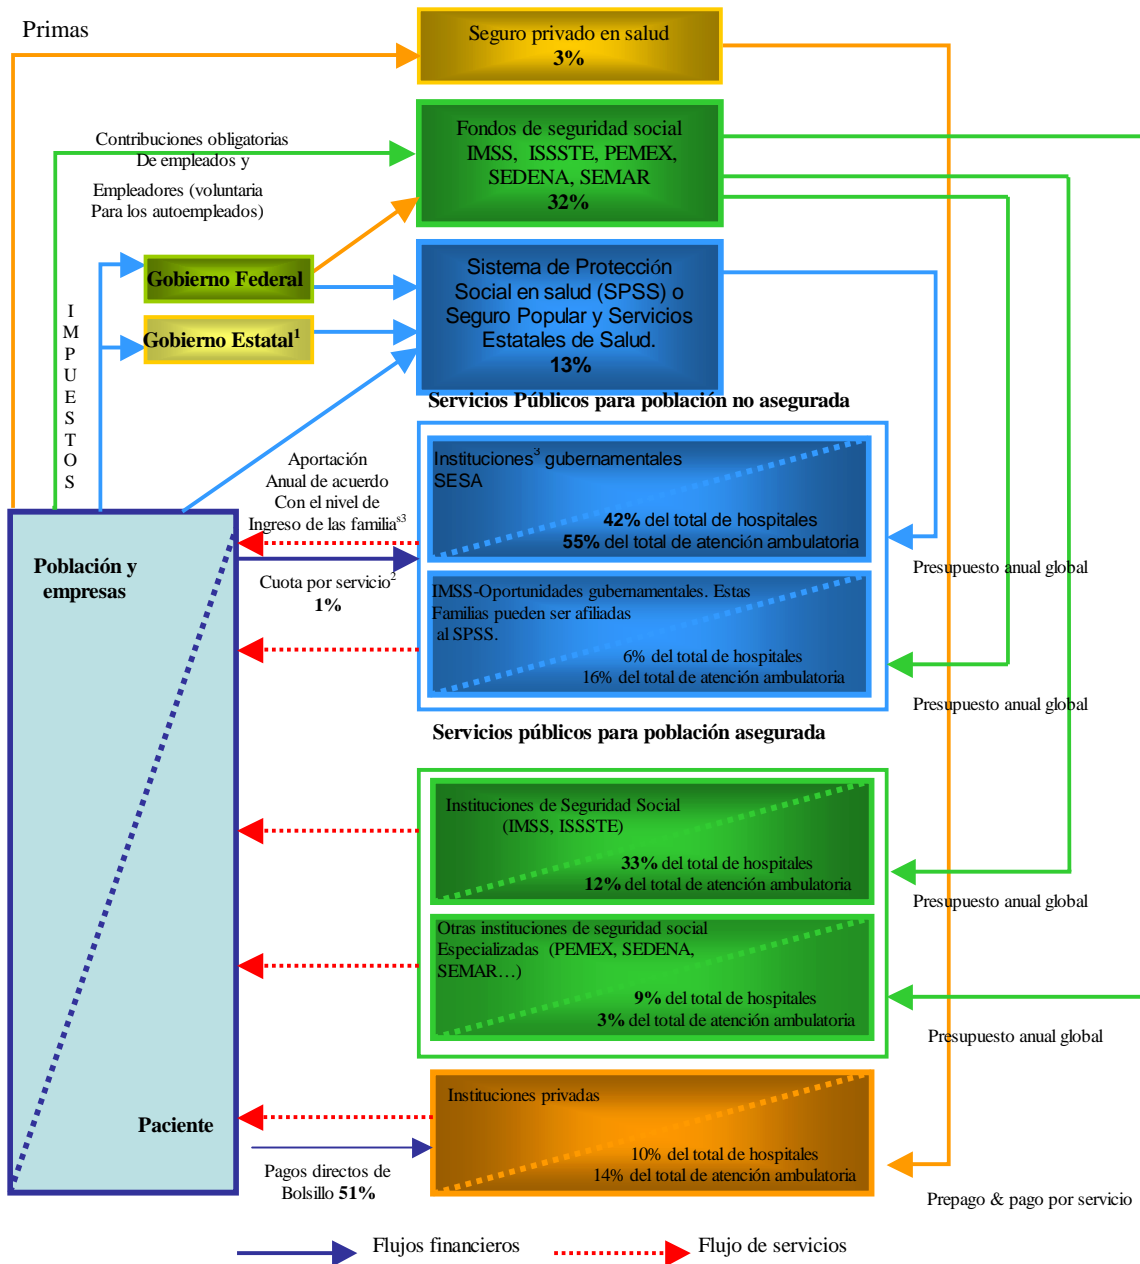 Primas
Seguro privado en salud
3%
Contribuciones obligatorias
De empleados y
Empleadores (voluntaria
Para los autoempleados)
Fondos de seguridad social
IMSS, ISSSTE, PEMEX,
SEDENA, SEMAR
32%
Gobierno Federal
Gobierno Estatal¹
IMPUESTOS
Sistema de Protección
Social en salud (SPSS) o
Seguro Popular y Servicios
Estatales de Salud.
13%
Servicios Públicos para población no asegurada
Aportación
Anual de acuerdo
Con el nivel de
Ingreso de las familiaˢ³
Instituciones³ gubernamentales
SESA
42% del total de hospitales
55% del total de atención ambulatoria
Presupuesto anual global
Población y
empresas
Cuota por servicio²
1%
IMSS-Oportunidades gubernamentales. Estas
Familias pueden ser afiliadas
al SPSS.
6% del total de hospitales
16% del total de atención ambulatoria
Presupuesto anual global
Servicios públicos para población asegurada
Instituciones de Seguridad Social
(IMSS, ISSSTE)
33% del total de hospitales
12% del total de atención ambulatoria
Presupuesto anual global
Otras instituciones de seguridad social
Especializadas (PEMEX, SEDENA,
SEMAR…)
9% del total de hospitales
3% del total de atención ambulatoria
Presupuesto anual global
Paciente
Instituciones privadas
10% del total de hospitales
14% del total de atención ambulatoria
Pagos directos de
Bolsillo 51%
Prepago & pago por servicio
Flujos financieros
Flujo de servicios